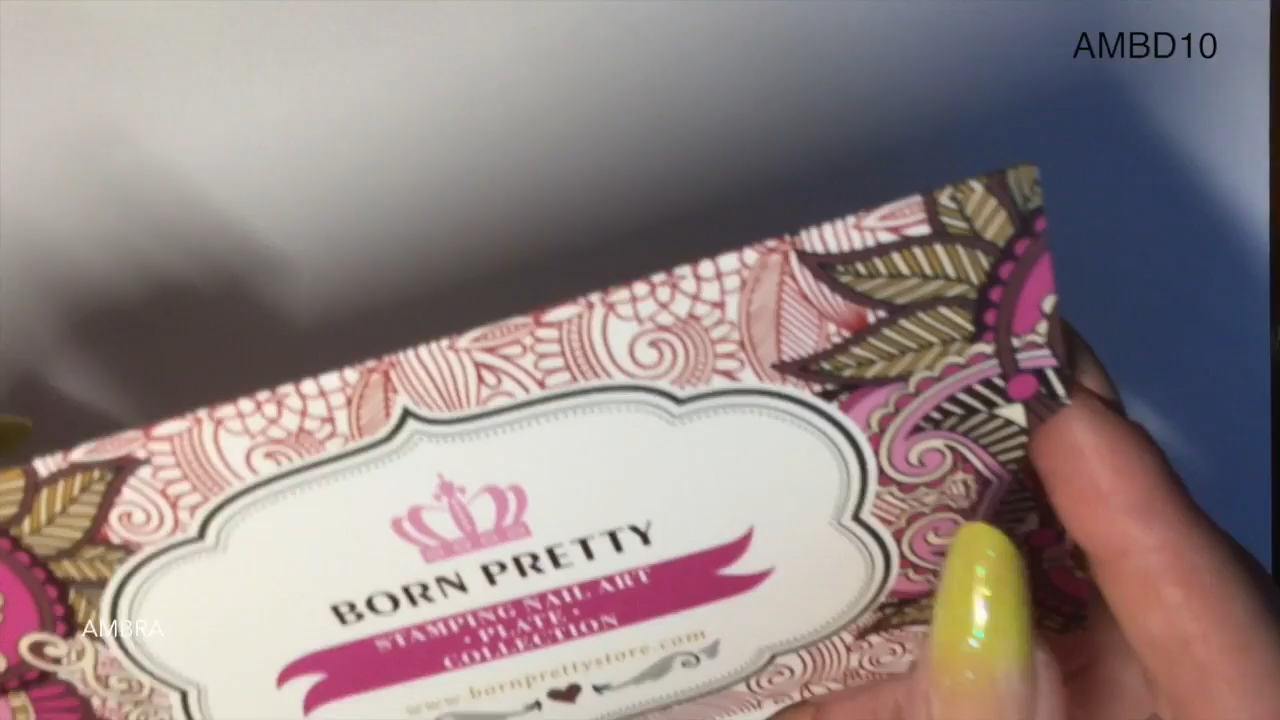 AMBD10
BORN PRETTY
STAMPING NAIL ART
• PLATE •
COLLECTION
www.bornprettystore.com
AMBRA